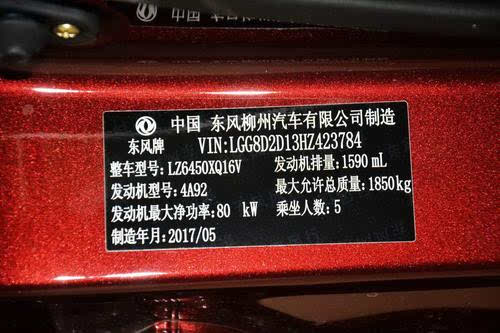 中国 东风柳州汽车有限公司制造
东风牌 VIN:LGG8D2D13HZ423784
整车型号:LZ6450XQ16V 发动机排量:1590 mL
发动机型号:4A92 最大允许总质量:1850kg
发动机最大净功率:80 kW 乘坐人数:5
制造年月:2017/05